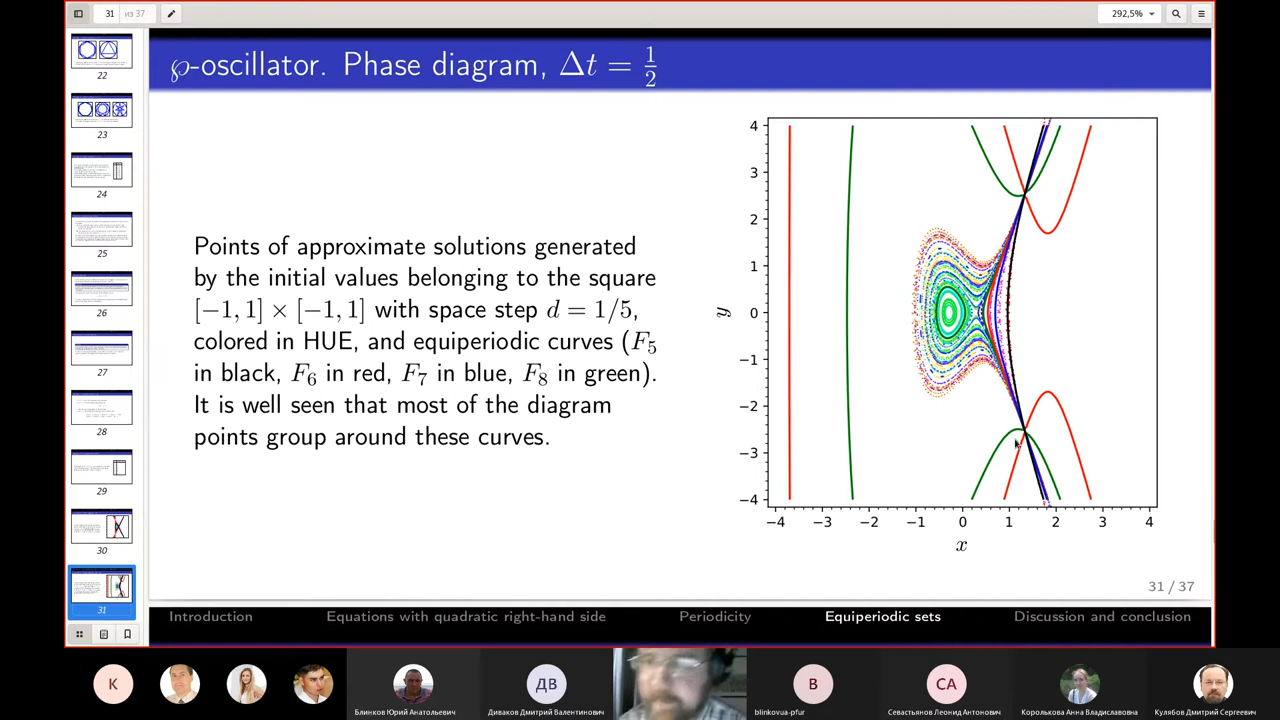 31 из 37
292,5%
22
23
24
25
26
27
28
29
30
31
℘-oscillator. Phase diagram, Δt = 1/2
Points of approximate solutions generated
by the initial values belonging to the square
[−1, 1] × [−1, 1] with space step d = 1/5,
colored in HUE, and equiperiodic curves (F₅
in black, F₆ in red, F₇ in blue, F₈ in green).
It is well seen that most of the diagram
points group around these curves.
4
3
2
1
0
−1
−2
−3
−4
y
−4 −3 −2 −1 0 1 2 3 4
x
31 / 37
Introduction Equations with quadratic right-hand side Periodicity Equiperiodic sets Discussion and conclusion
К ДВ B СА
Блинков Юрий Анатольевич Диваков Дмитрий Валентинович blinkovua-pfur Севастьянов Леонид Антонович Королькова Анна Владиславовна Кулябов Дмитрий Сергеевич